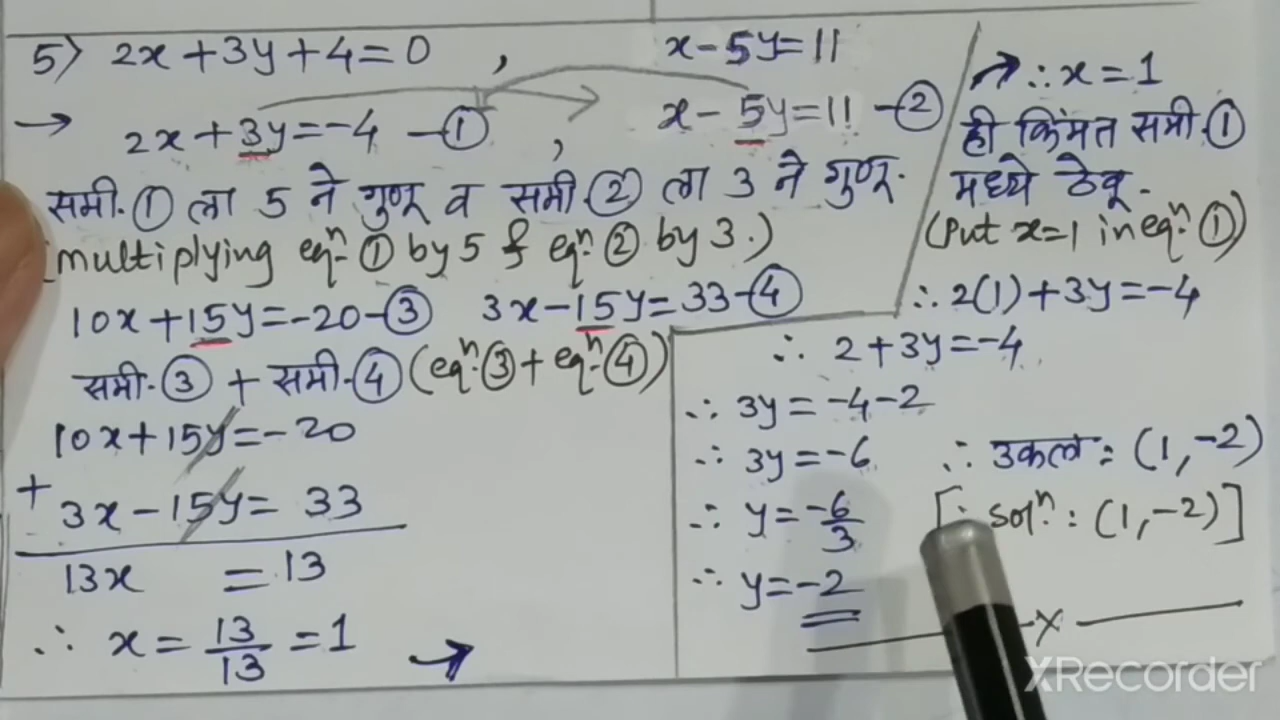 5) 2x+3y+4=0 , x-5y=11
→ 2x+3y=-4 -① , x-5y=11 -②
समी.① ला 5 ने गुणू व समी.② ला 3 ने गुणू.
(multiplying eqⁿ. ① by 5 & eqⁿ. ② by 3.)
10x+15y=-20-③ 3x-15y=33-④
समी.③ + समी.④ (eqⁿ.③+ eqⁿ.④)
10x+15y=-20
+ 3x-15y= 33
13x =13
∴ x= 13/13 =1 →
→ ∴x=1
ही किंमत समी.①
मध्ये ठेवू.
(Put x=1 in eqⁿ. ①)
∴2(1)+3y=-4
∴ 2+3y=-4
∴ 3y=-4-2
∴ 3y=-6
∴ y=-6/3
∴ y=-2
∴ उकल: (1,-2)
[∴ solⁿ.: (1,-2)]
x
XRecorder